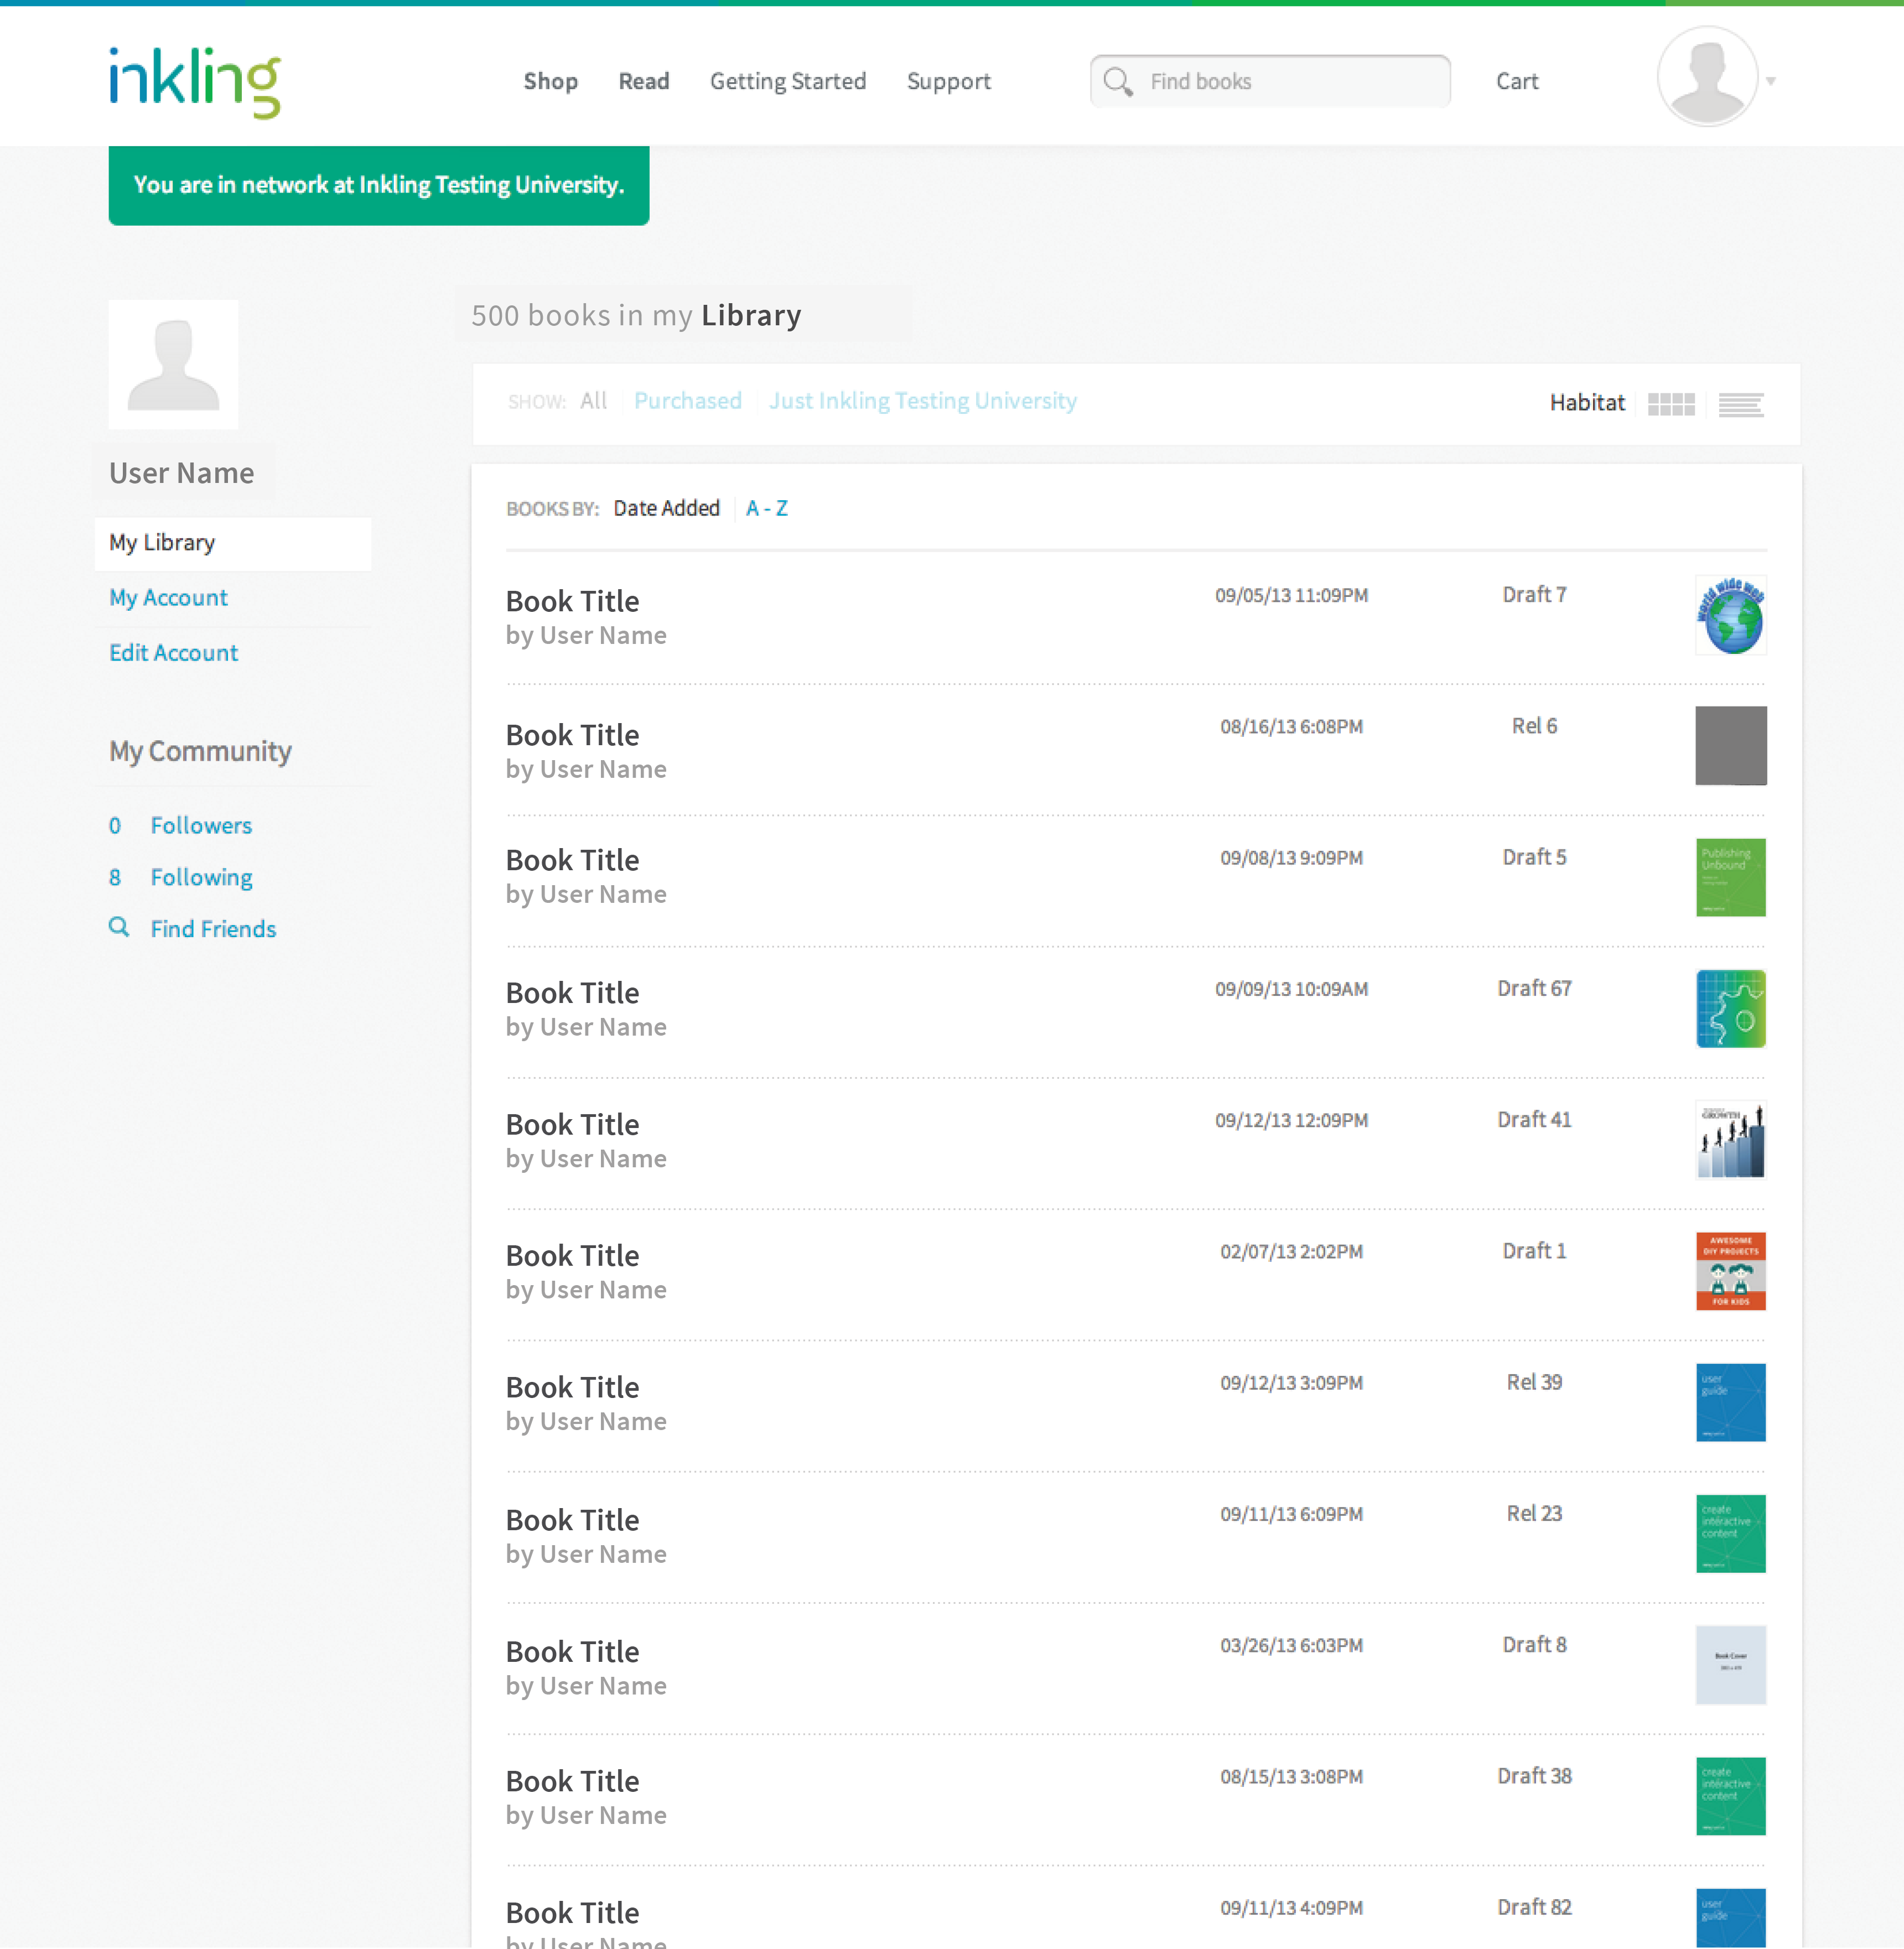 inkling
Shop Read Getting Started Support Find books Cart
You are in network at Inkling Testing University.
500 books in my Library
SHOW: All Purchased Just Inkling Testing University Habitat
User Name
My Library
My Account
Edit Account
My Community
0 Followers
8 Following
Find Friends
BOOKS BY: Date Added A - Z
Book Title 09/05/13 11:09PM Draft 7
by User Name
world wide web
Book Title 08/16/13 6:08PM Rel 6
by User Name
Book Title 09/08/13 9:09PM Draft 5
by User Name
Publishing
Unbound
Book Title 09/09/13 10:09AM Draft 67
by User Name
Book Title 09/12/13 12:09PM Draft 41
by User Name
GROWTH
Book Title 02/07/13 2:02PM Draft 1
by User Name
AWESOME
DIY PROJECTS
FOR KIDS
Book Title 09/12/13 3:09PM Rel 39
by User Name
user
guide
Book Title 09/11/13 6:09PM Rel 23
by User Name
create
interactive
content
Book Title 03/26/13 6:03PM Draft 8
by User Name
Book Cover
Book Title 08/15/13 3:08PM Draft 38
by User Name
create
interactive
content
Book Title 09/11/13 4:09PM Draft 82
by User Name
user
guide